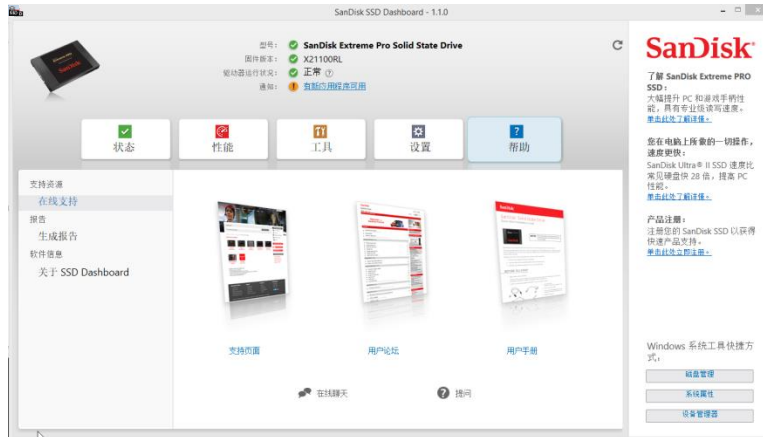 SanDisk SSD Dashboard - 1.1.0
型号： SanDisk Extreme Pro Solid State Drive
固件版本： X21100RL
驱动器运行状况： 正常
通知： 有新应用程序可用
状态
性能
工具
设置
帮助
支持资源
在线支持
报告
生成报告
软件信息
关于 SSD Dashboard
支持页面
用户论坛
用户手册
在线聊天
提问
SanDisk
了解 SanDisk Extreme PRO
SSD：
大幅提升 PC 和游戏手柄性
能，具有专业级读写速度。
单击此处了解详情。
您在电脑上所做的一切操作，
速度更快：
SanDisk Ultra® II SSD 速度比
常见硬盘快 28 倍，提高 PC
性能。
单击此处了解详情。
产品注册：
注册您的 SanDisk SSD 以获得
快速产品支持。
单击此处立即注册。
Windows 系统工具快捷方
式：
磁盘管理
系统属性
设备管理器